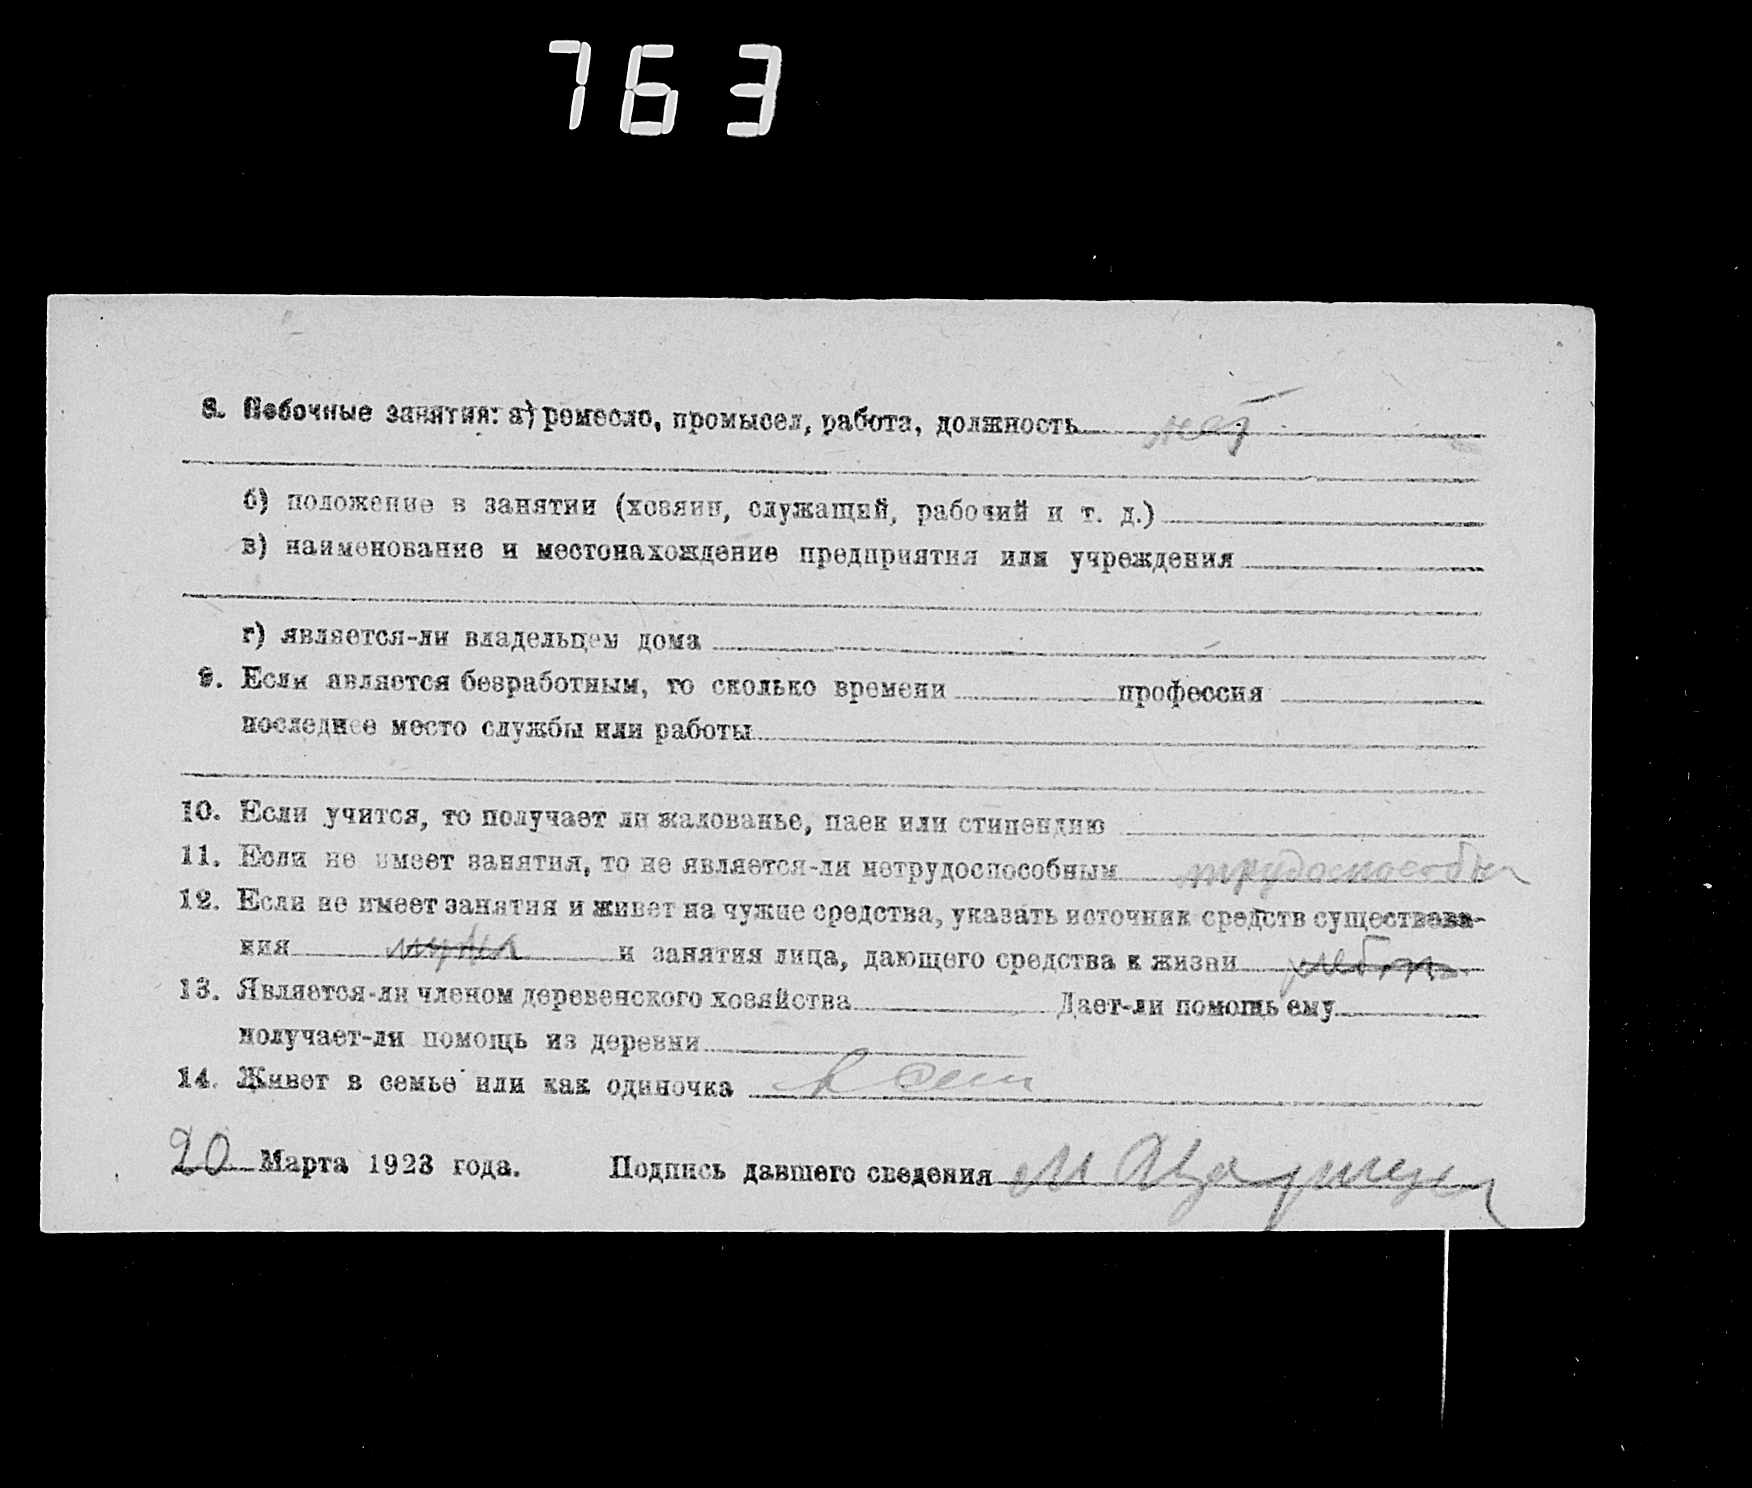 763
8. Побочные занятия: а) ремесло, промысел, работа, должность нет
б) положение в занятии (хозяин, служащий, рабочий и т. д.)
в) наименование и местонахождение предприятия или учреждения
г) является-ли владельцем дома
9. Если является безработным, то сколько времени профессия
последнее место службы или работы
10. Если учится, то получает ли жалованье, паек или стипендию
11. Если не имеет занятия, то не является-ли нетрудоспособным трудоспособн
12. Если не имеет занятия и живет на чужие средства, указать источник средств существова-
ния мужа и занятия лица, дающего средства к жизни
13. Является-ли членом деревенского хозяйства Дает-ли помощь ему
получает-ли помощь из деревни
14. Живет в семье или как одиночка в сем
20 Марта 1923 года. Подпись давшего сведения М